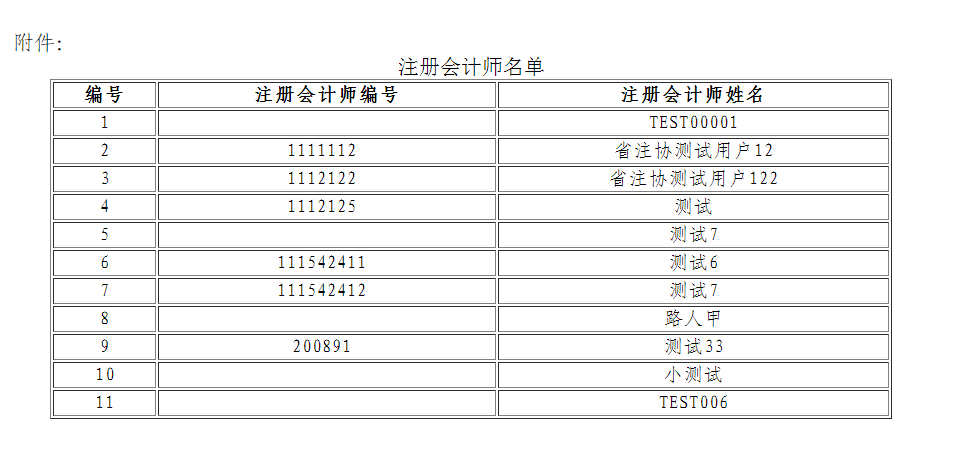 附件:
注册会计师名单
编号 注册会计师编号 注册会计师姓名
1 TEST00001
2 1111112 省注协测试用户12
3 1112122 省注协测试用户122
4 1112125 测试
5 测试7
6 111542411 测试6
7 111542412 测试7
8 路人甲
9 200891 测试33
10 小测试
11 TEST006